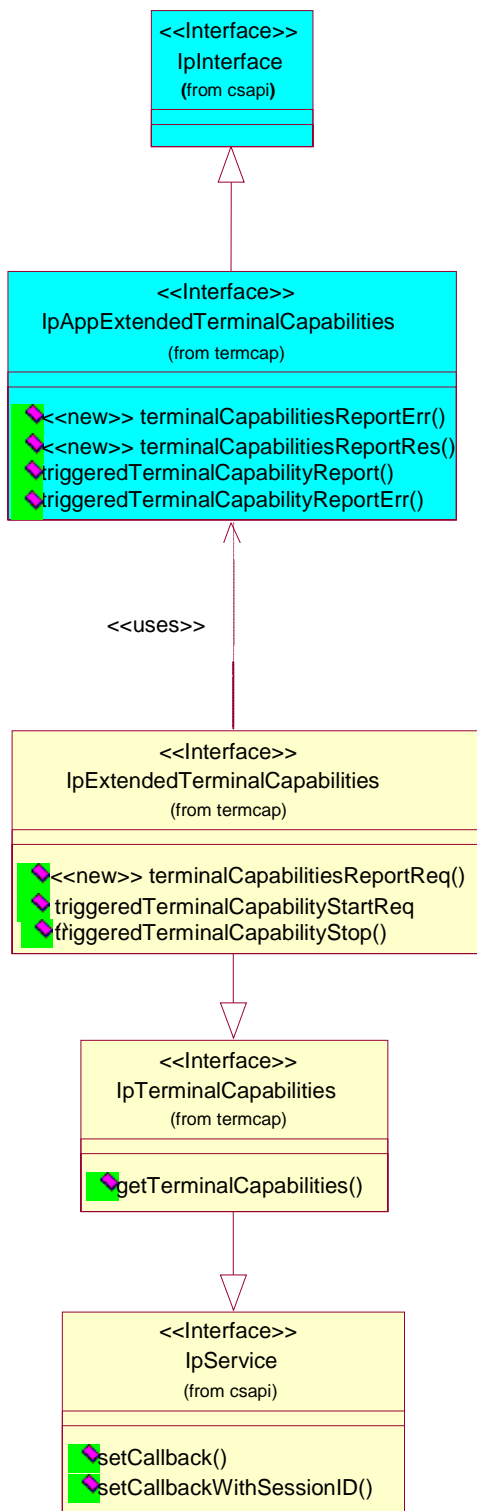 <<Interface>>
IpInterface
(from csapi)
<<Interface>>
IpAppExtendedTerminalCapabilities
(from termcap)
<<new>> terminalCapabilitiesReportErr()
<<new>> terminalCapabilitiesReportRes()
triggeredTerminalCapabilityReport()
triggeredTerminalCapabilityReportErr()
<<uses>>
<<Interface>>
IpExtendedTerminalCapabilities
(from termcap)
<<new>> terminalCapabilitiesReportReq()
triggeredTerminalCapabilityStartReq
()
triggeredTerminalCapabilityStop()
<<Interface>>
IpTerminalCapabilities
(from termcap)
getTerminalCapabilities()
<<Interface>>
IpService
(from csapi)
setCallback()
setCallbackWithSessionID()